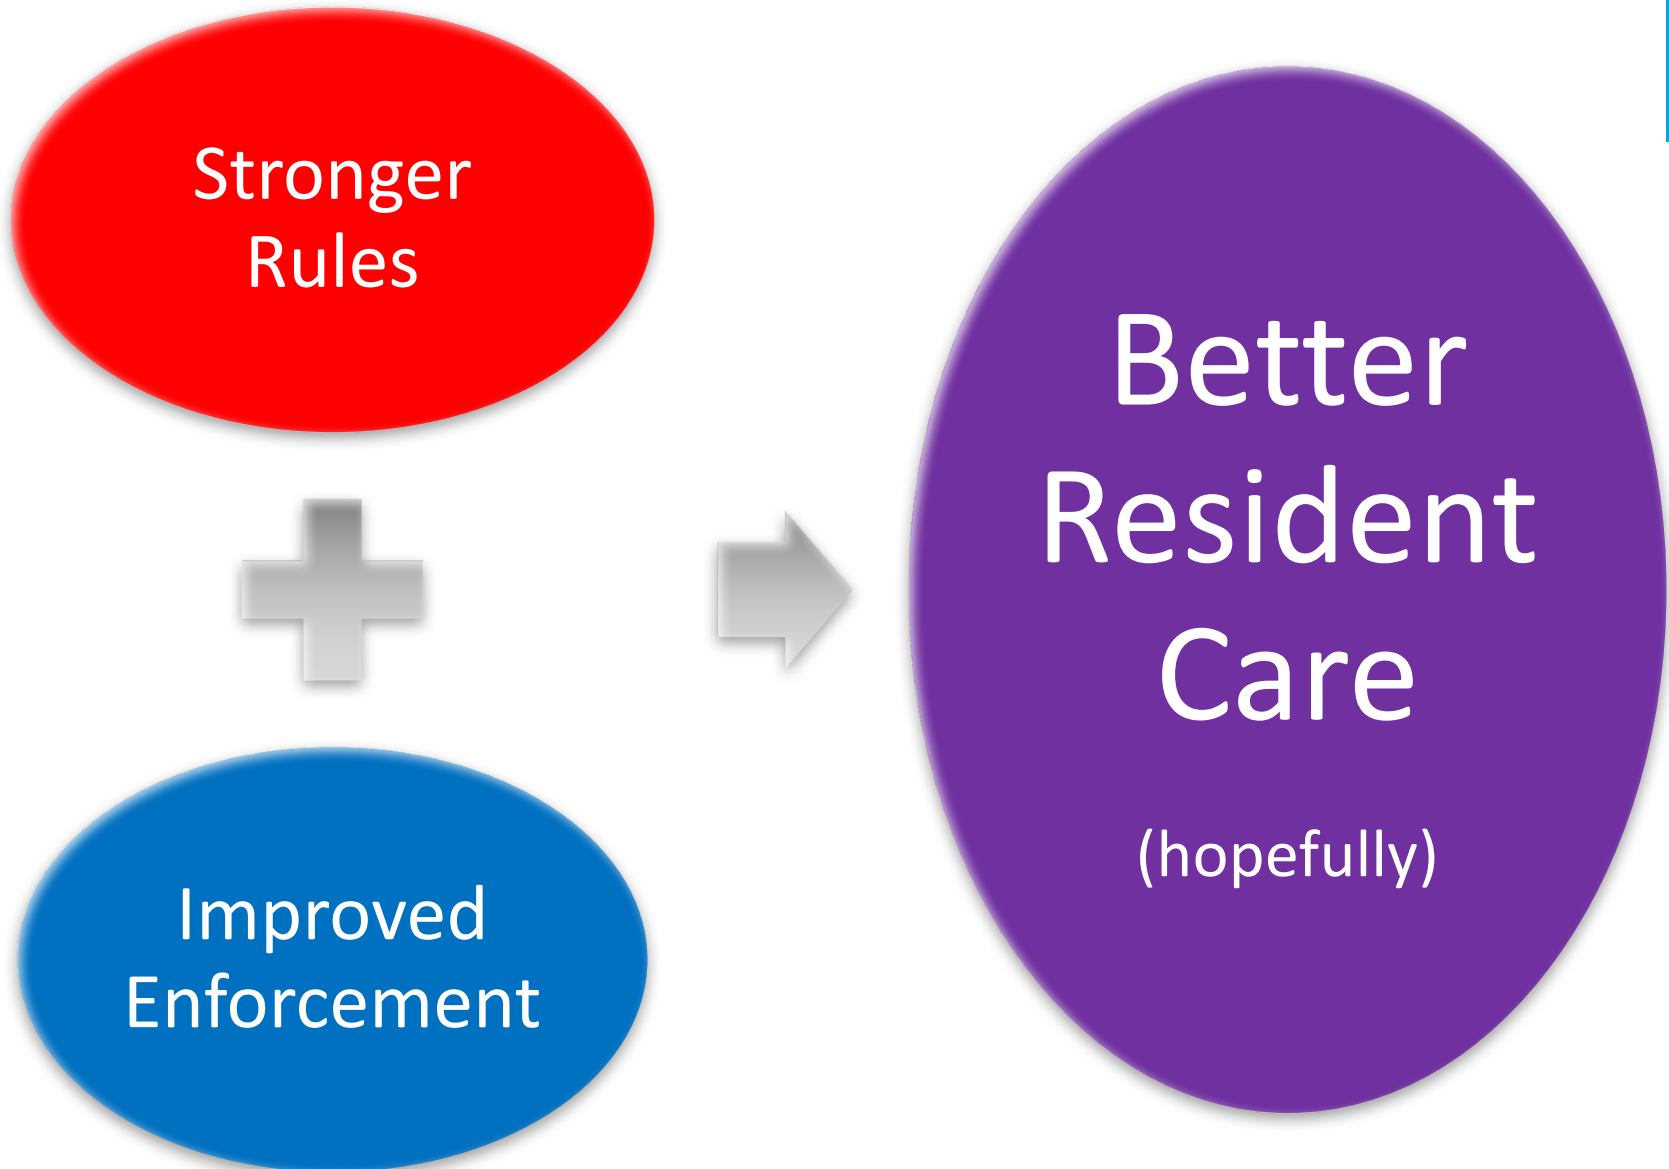 Stronger
Rules
Improved
Enforcement
Better
Resident
Care
(hopefully)